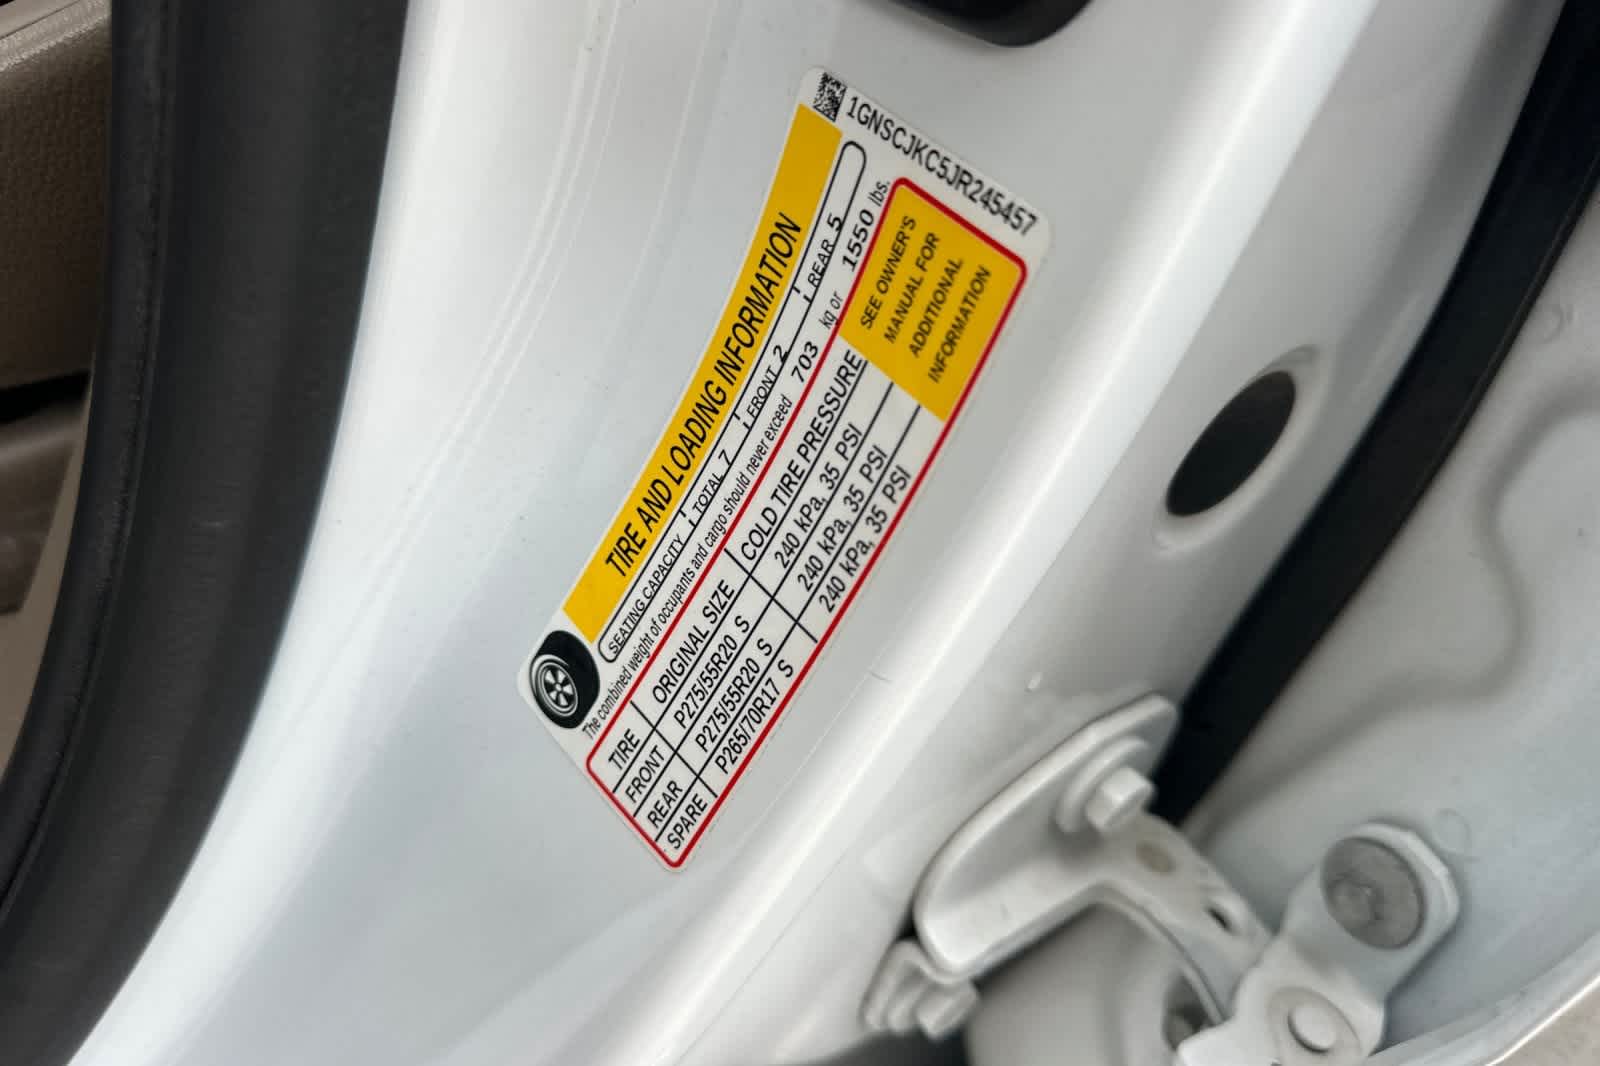 1GNSCJKC5JR245457
TIRE AND LOADING INFORMATION
SEATING CAPACITY TOTAL 7 FRONT 2 REAR 5
The combined weight of occupants and cargo should never exceed 703 kg or 1550 lbs.
TIRE ORIGINAL SIZE COLD TIRE PRESSURE
FRONT P275/55R20 S 240 kPa, 35 PSI
REAR P275/55R20 S 240 kPa, 35 PSI
SPARE P265/70R17 S 240 kPa, 35 PSI
SEE OWNER'S
MANUAL FOR
ADDITIONAL
INFORMATION